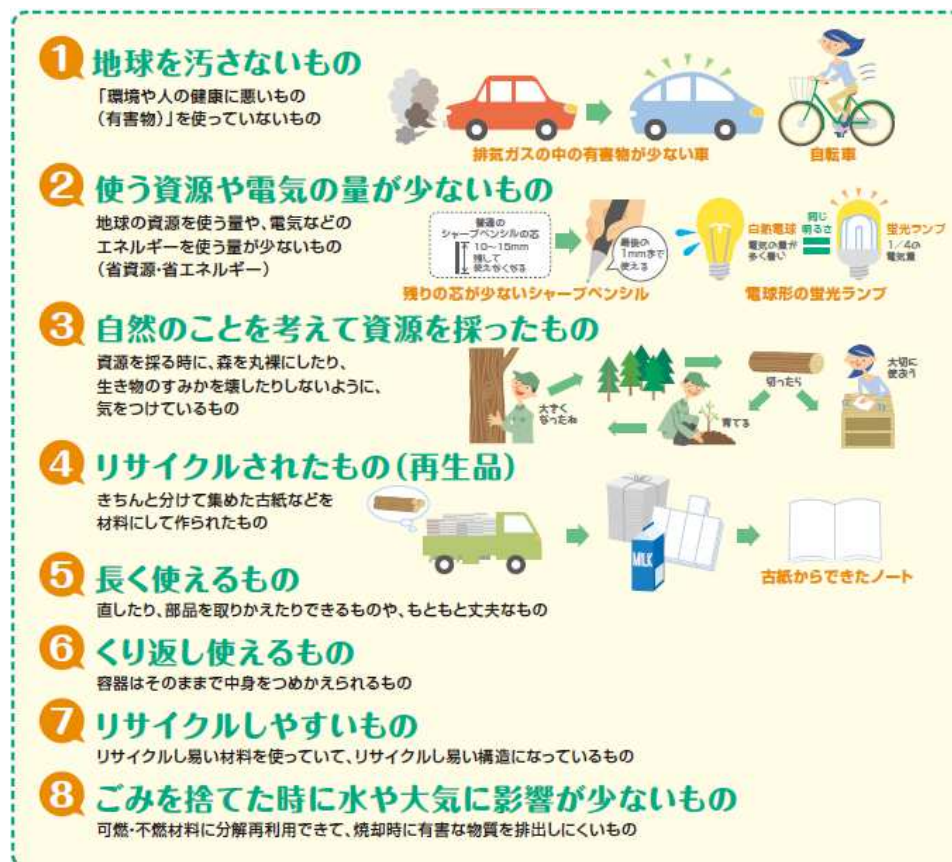 1 地球を汚さないもの
「環境や人の健康に悪いもの
(有害物)」を使っていないもの
排気ガスの中の有害物が少ない車
自転車
2 使う資源や電気の量が少ないもの
地球の資源を使う量や、電気などの
エネルギーを使う量が少ないもの
(省資源・省エネルギー)
普通の
シャープペンシルの芯
10〜15mm
残して
使えなくなる
最後の
1mmまで
使える
残りの芯が少ないシャープペンシル
白熱電球
電気の量が
多く暑い
同じ
明るさ
蛍光ランプ
1/4の
電気量
電球形の蛍光ランプ
3 自然のことを考えて資源を採ったもの
資源を採る時に、森を丸裸にしたり、
生き物のすみかを壊したりしないように、
気をつけているもの
大きく
なったね
育てる
切ったら
大切に
使おう
4 リサイクルされたもの(再生品)
きちんと分けて集めた古紙などを
材料にして作られたもの
MILK
古紙からできたノート
5 長く使えるもの
直したり、部品を取りかえたりできるものや、もともと丈夫なもの
6 くり返し使えるもの
容器はそのままで中身をつめかえられるもの
7 リサイクルしやすいもの
リサイクルし易い材料を使っていて、リサイクルし易い構造になっているもの
8 ごみを捨てた時に水や大気に影響が少ないもの
可燃・不燃材料に分解再利用できて、焼却時に有害な物質を排出しにくいもの